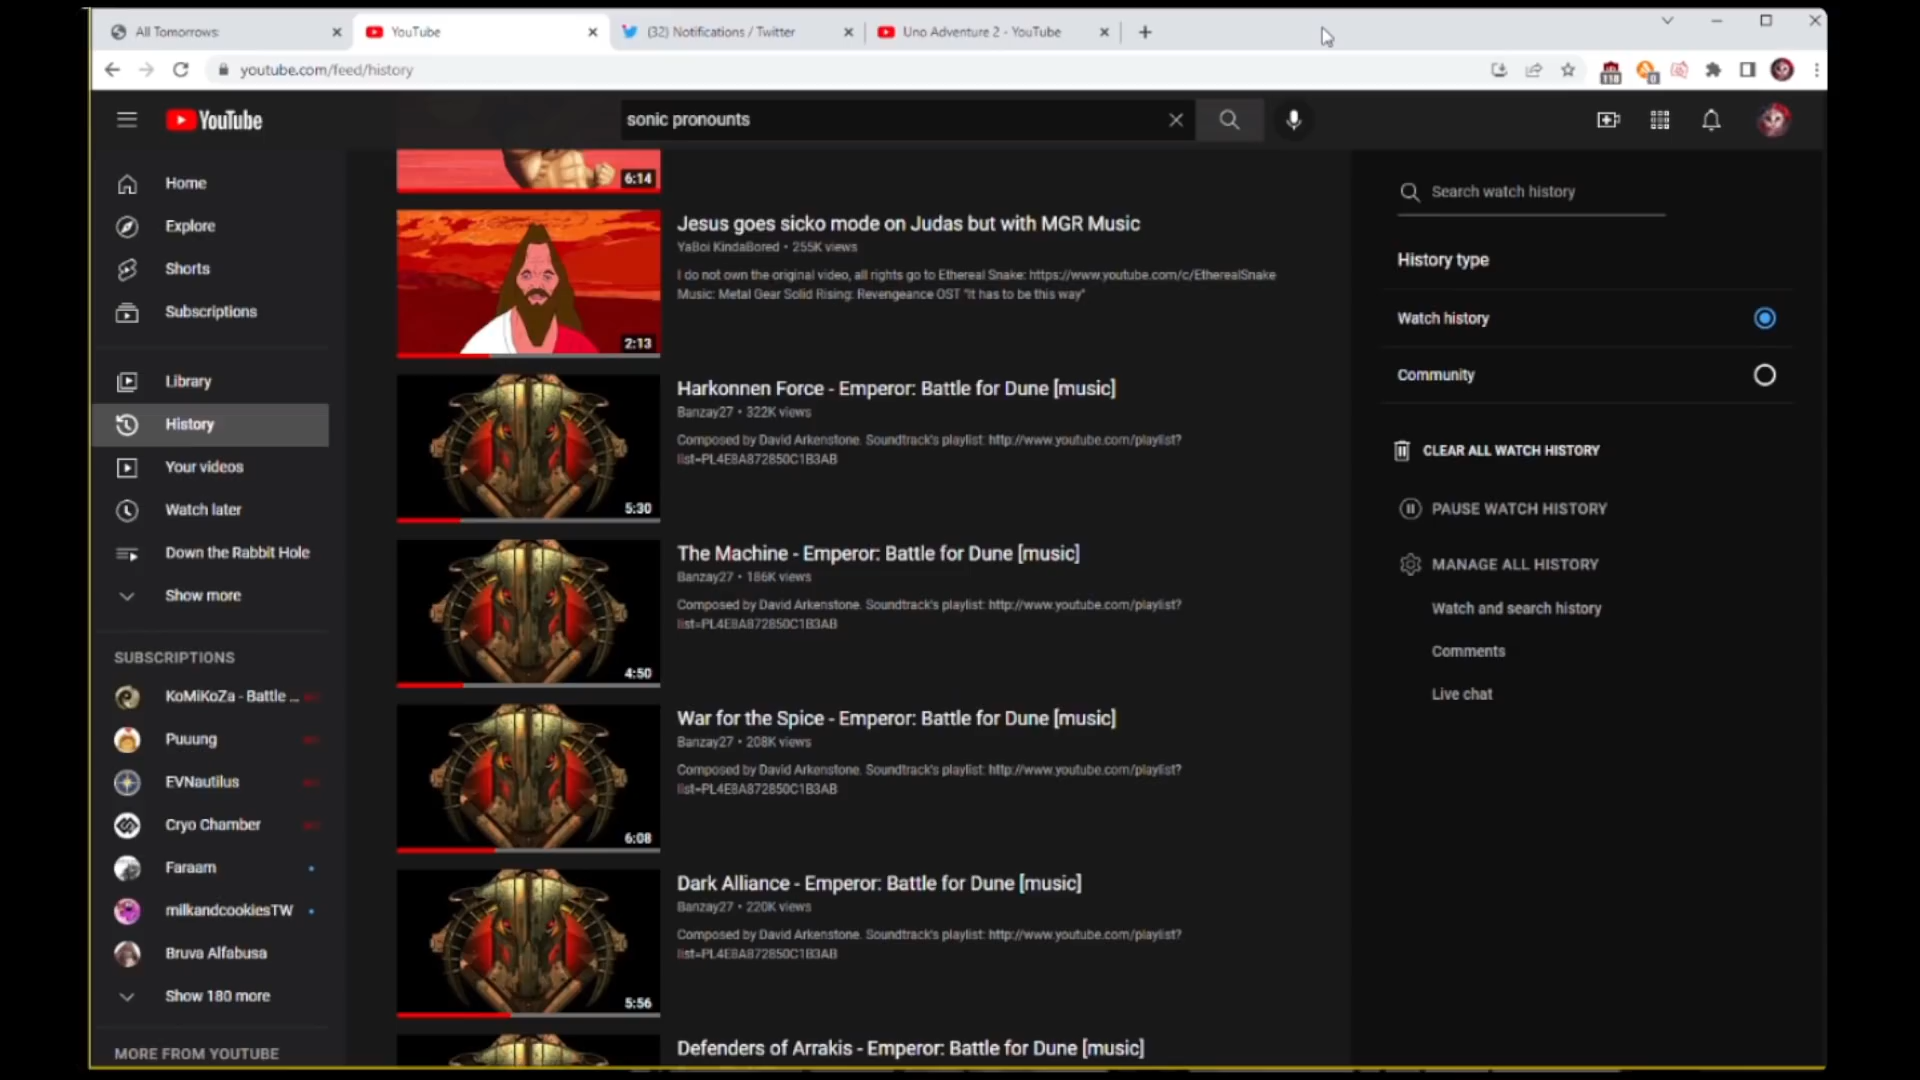 All Tomorrows
YouTube
(32) Notifications / Twitter
Uno Adventure 2 - YouTube
youtube.com/feed/history
118
0
YouTube
sonic pronounts
Home
Explore
Shorts
Subscriptions
Library
History
Your videos
Watch later
Down the Rabbit Hole
Show more
SUBSCRIPTIONS
KoMiKoZa - Battle ...
Puuung
EVNautilus
Cryo Chamber
Faraam
milkandcookiesTW
Bruva Alfabusa
Show 180 more
MORE FROM YOUTUBE
6:14
Jesus goes sicko mode on Judas but with MGR Music
YaBoi KindaBored • 255K views
I do not own the original video, all rights go to Ethereal Snake: https://www.youtube.com/c/EtherealSnake
Music: Metal Gear Solid Rising: Revengeance OST "It has to be this way"
2:13
Harkonnen Force - Emperor: Battle for Dune [music]
Banzay27 • 322K views
Composed by David Arkenstone. Soundtrack's playlist: http://www.youtube.com/playlist?
list=PL4E8A872850C1B3AB
5:30
The Machine - Emperor: Battle for Dune [music]
Banzay27 • 186K views
Composed by David Arkenstone. Soundtrack's playlist: http://www.youtube.com/playlist?
list=PL4E8A872850C1B3AB
4:50
War for the Spice - Emperor: Battle for Dune [music]
Banzay27 • 208K views
Composed by David Arkenstone. Soundtrack's playlist: http://www.youtube.com/playlist?
list=PL4E8A872850C1B3AB
6:08
Dark Alliance - Emperor: Battle for Dune [music]
Banzay27 • 220K views
Composed by David Arkenstone. Soundtrack's playlist: http://www.youtube.com/playlist?
list=PL4E8A872850C1B3AB
5:56
Defenders of Arrakis - Emperor: Battle for Dune [music]
Search watch history
History type
Watch history
Community
CLEAR ALL WATCH HISTORY
PAUSE WATCH HISTORY
MANAGE ALL HISTORY
Watch and search history
Comments
Live chat